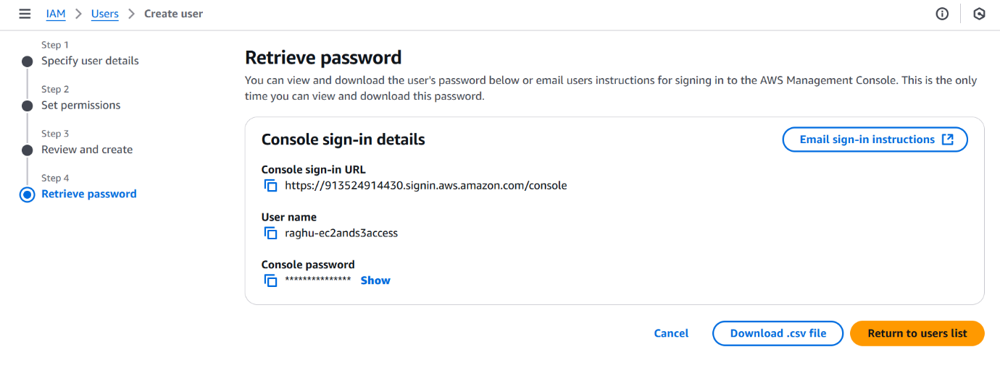 IAM > Users > Create user
Step 1
Specify user details
Step 2
Set permissions
Step 3
Review and create
Step 4
Retrieve password
Retrieve password
You can view and download the user's password below or email users instructions for signing in to the AWS Management Console. This is the only
time you can view and download this password.
Console sign-in details
Email sign-in instructions
Console sign-in URL
https://913524914430.signin.aws.amazon.com/console
User name
raghu-ec2ands3access
Console password
*************** Show
Cancel
Download .csv file
Return to users list